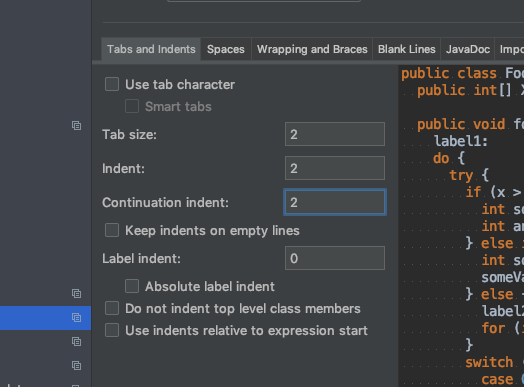 Tabs and Indents Spaces Wrapping and Braces Blank Lines JavaDoc
Use tab character
Smart tabs
Tab size: 2
Indent: 2
Continuation indent: 2
Keep indents on empty lines
Label indent: 0
Absolute label indent
Do not indent top level class members
Use indents relative to expression start
public class Foo
public int[] X
public void fo
label1:
do {
try {
if (x >
int so
int an
} else i
int so
someVa
} else
label2
for (i
}
switch (
case